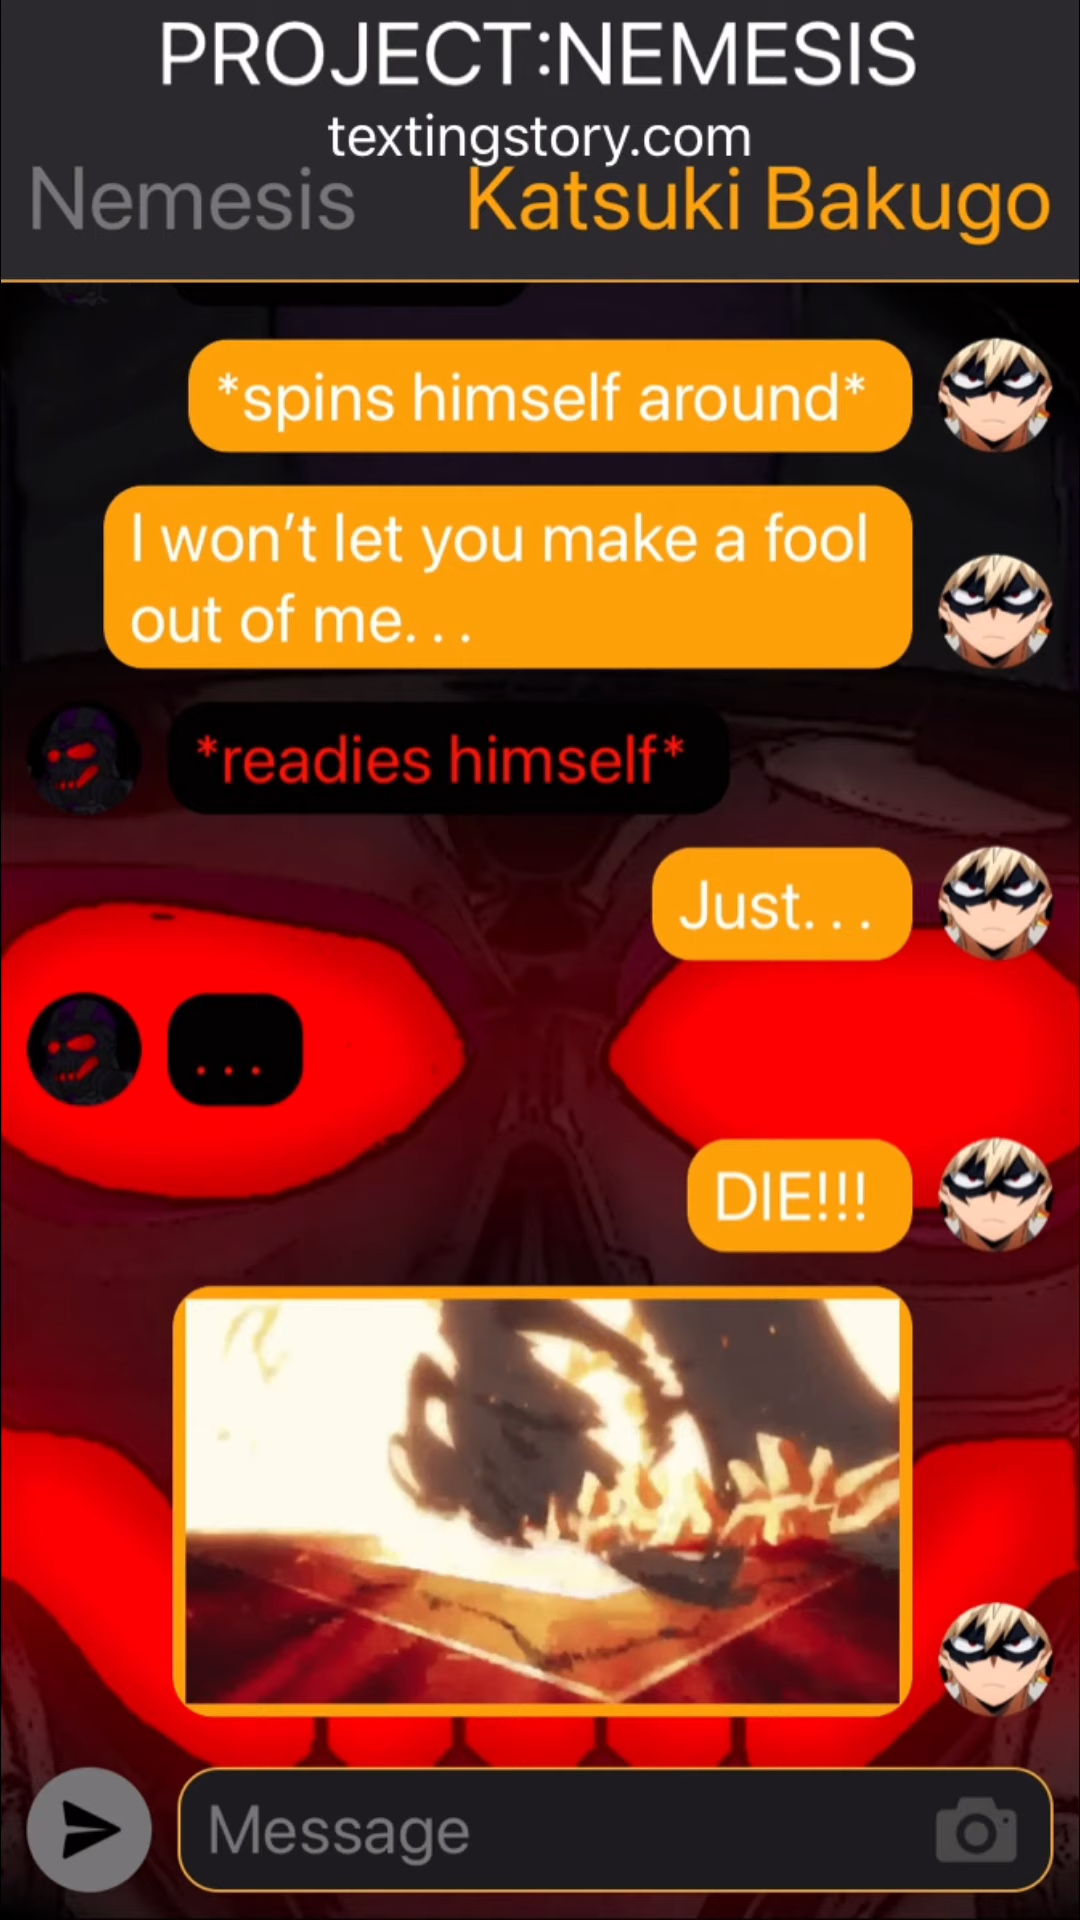 PROJECT:NEMESIS
textingstory.com
Nemesis
Katsuki Bakugo
*spins himself around*
I won’t let you make a fool
out of me...
*readies himself*
Just...
...
DIE!!!
Message